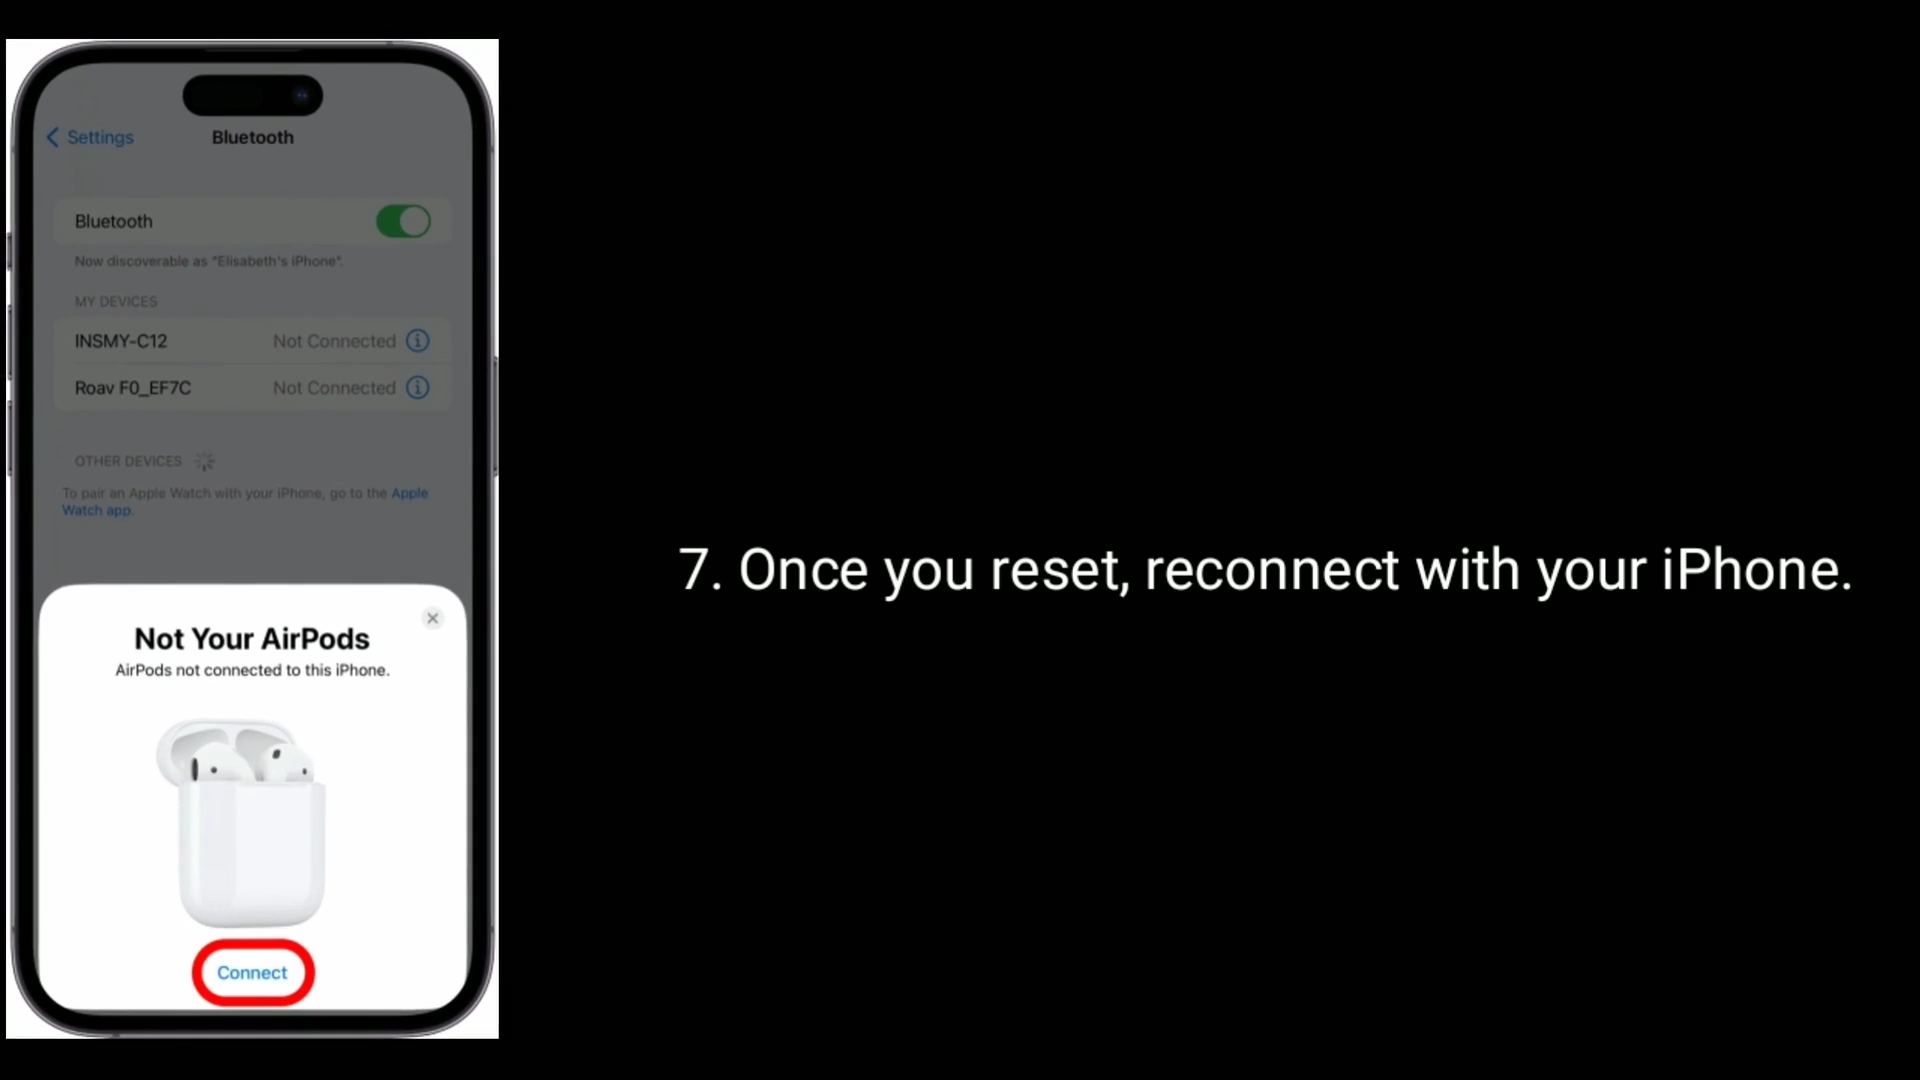 Settings
Bluetooth
Bluetooth
Now discoverable as "Elisabeth's iPhone".
MY DEVICES
INSMY-C12 Not Connected
Roav F0_EF7C Not Connected
OTHER DEVICES
To pair an Apple Watch with your iPhone, go to the Apple
Watch app.
Not Your AirPods
AirPods not connected to this iPhone.
Connect
7. Once you reset, reconnect with your iPhone.